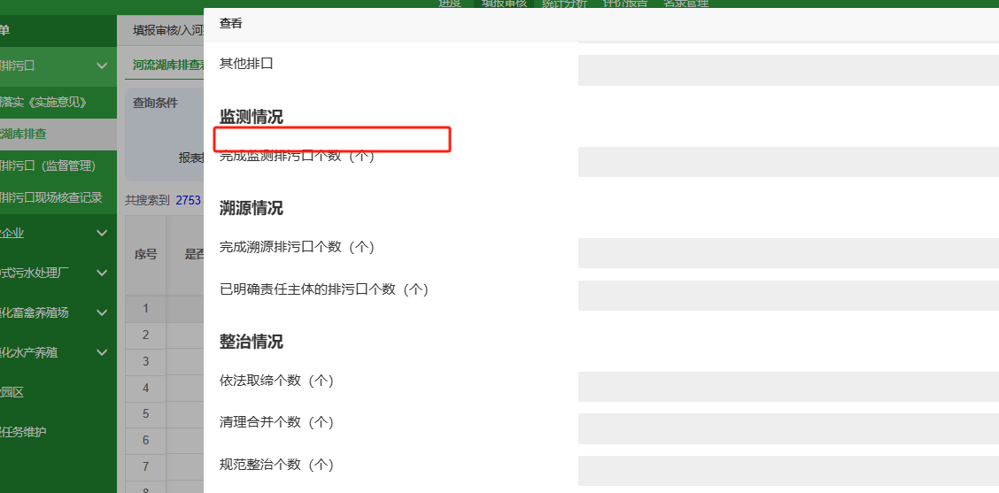 进度 填报审核 统计分析 评价报告 名录管理
单
排污口
落实《实施意见》
湖库排查
排污口（监督管理）
排污口现场核查记录
企业
式污水处理厂
化畜禽养殖场
化水产养殖
园区
任务维护
填报审核/入河
河流湖库排查
查询条件
报表
共搜索到 2753
序号 是否
1
2
3
4
5
6
7
8
查看
其他排口
监测情况
完成监测排污口个数（个）
溯源情况
完成溯源排污口个数（个）
已明确责任主体的排污口个数（个）
整治情况
依法取缔个数（个）
清理合并个数（个）
规范整治个数（个）